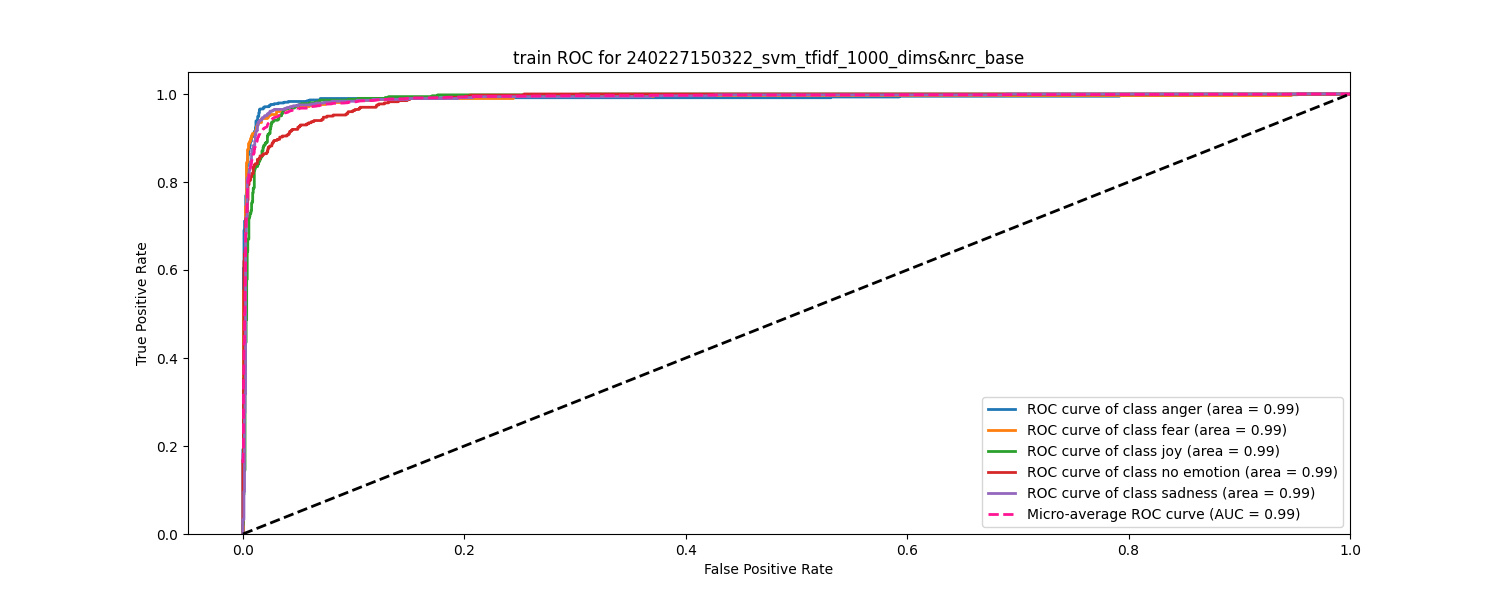 train ROC for 240227150322_svm_tfidf_1000_dims&nrc_base
True Positive Rate
1.0
0.8
0.6
0.4
0.2
0.0
ROC curve of class anger (area = 0.99)
ROC curve of class fear (area = 0.99)
ROC curve of class joy (area = 0.99)
ROC curve of class no emotion (area = 0.99)
ROC curve of class sadness (area = 0.99)
Micro-average ROC curve (AUC = 0.99)
0.0 0.2 0.4 0.6 0.8 1.0
False Positive Rate